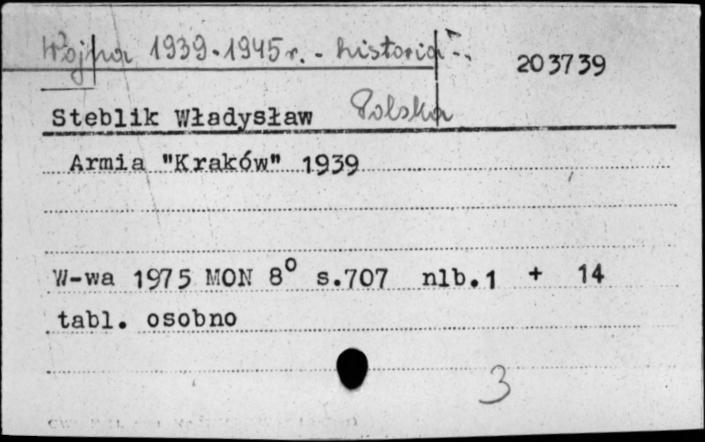 Wojna 1939-1945 r. - historia -
203739
Steblik Władysław Polska
Armia "Kraków" 1939
W-wa 1975 MON 8° s.707 nlb.1 + 14
tabl. osobno
3